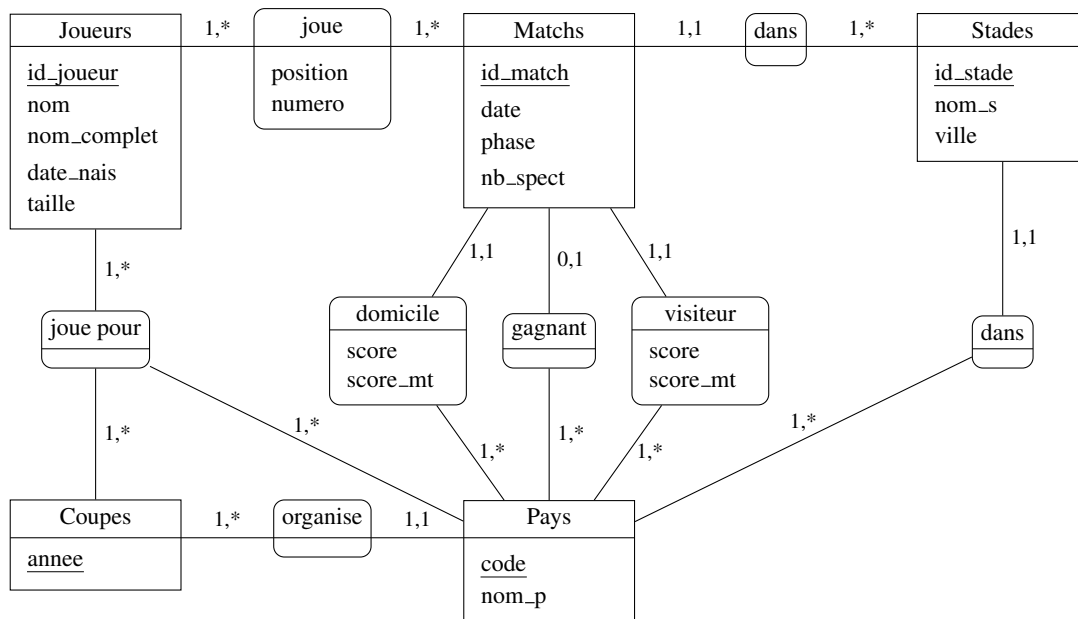 Joueurs
1,*
joue
1,*
Matchs
1,1
dans
1,*
Stades
id_joueur
nom
nom_complet
date_nais
taille
position
numero
id_match
date
phase
nb_spect
id_stade
nom_s
ville
1,*
1,1
0,1
1,1
1,1
joue pour
domicile
score
score_mt
gagnant
visiteur
score
score_mt
dans
1,*
1,*
1,*
1,*
1,*
1,*
Coupes
annee
1,*
organise
1,1
Pays
code
nom_p